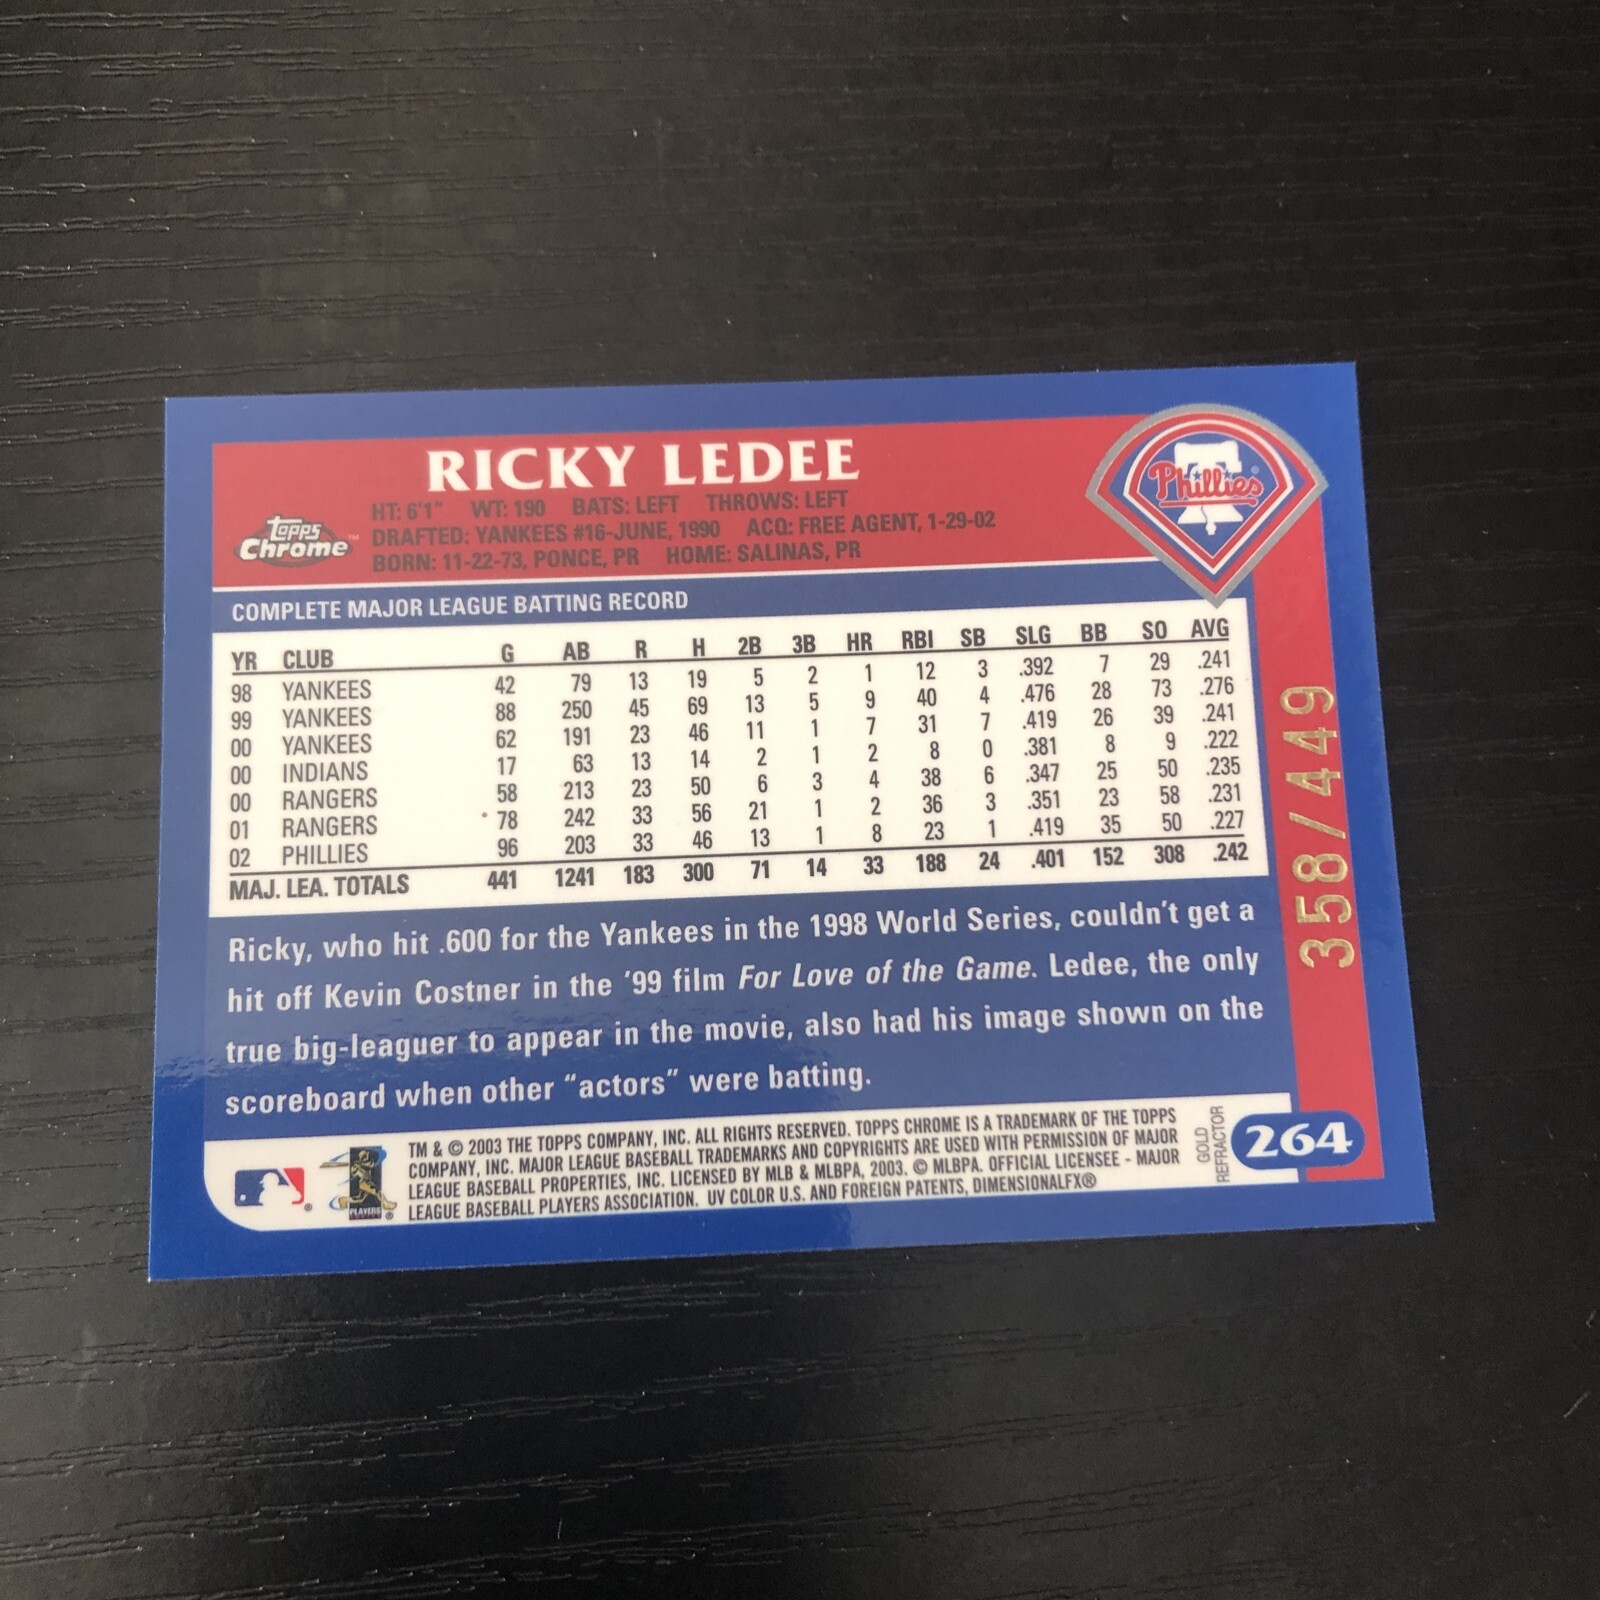 RICKY LEDEE
Topps Chrome™
HT: 6'1" WT: 190 BATS: LEFT THROWS: LEFT
DRAFTED: YANKEES #16-JUNE, 1990 ACQ: FREE AGENT, 1-29-02
BORN: 11-22-73, PONCE, PR HOME: SALINAS, PR
Phillies®
COMPLETE MAJOR LEAGUE BATTING RECORD
YR CLUB G AB R H 2B 3B HR RBI SB SLG BB SO AVG
98 YANKEES 42 79 13 19 5 2 1 12 3 .392 7 29 .241
99 YANKEES 88 250 45 69 13 5 9 40 4 .476 28 73 .276
00 YANKEES 62 191 23 46 11 1 7 31 7 .419 26 39 .241
00 INDIANS 17 63 13 14 2 1 2 8 0 .381 8 9 .222
00 RANGERS 58 213 23 50 6 3 4 38 6 .347 25 50 .235
01 RANGERS 78 242 33 56 21 1 2 36 3 .351 23 58 .231
02 PHILLIES 96 203 33 46 13 1 8 23 1 .419 35 50 .227
MAJ. LEA. TOTALS 441 1241 183 300 71 14 33 188 24 .401 152 308 .242
358/449
Ricky, who hit .600 for the Yankees in the 1998 World Series, couldn't get a
hit off Kevin Costner in the '99 film For Love of the Game. Ledee, the only
true big-leaguer to appear in the movie, also had his image shown on the
scoreboard when other "actors" were batting.
TM & © 2003 THE TOPPS COMPANY, INC. ALL RIGHTS RESERVED. TOPPS CHROME IS A TRADEMARK OF THE TOPPS
COMPANY, INC. MAJOR LEAGUE BASEBALL TRADEMARKS AND COPYRIGHTS ARE USED WITH PERMISSION OF MAJOR
LEAGUE BASEBALL PROPERTIES, INC. LICENSED BY MLB & MLBPA, 2003. © MLBPA. OFFICIAL LICENSEE - MAJOR
LEAGUE BASEBALL PLAYERS ASSOCIATION. UV COLOR U.S. AND FOREIGN PATENTS, DIMENSIONALFX®
PLAYERS
GOLD
REFRACTOR
264